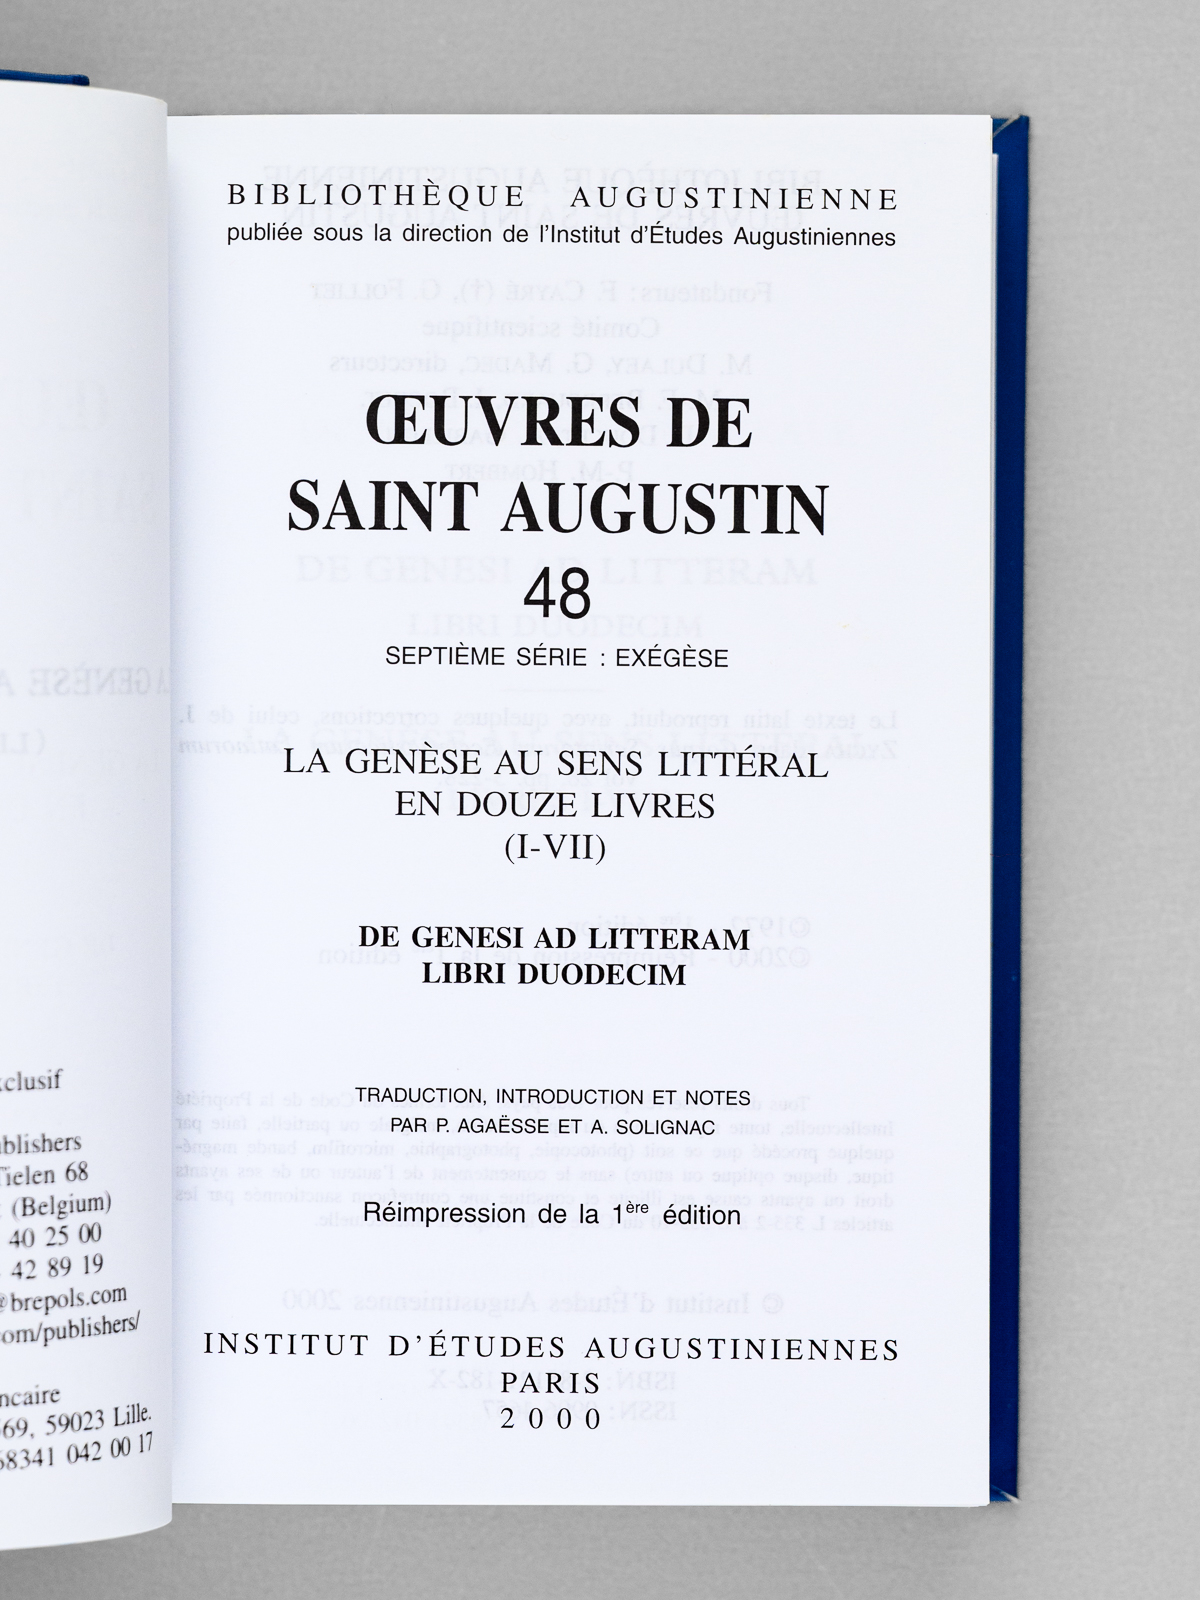 BIBLIOTHÈQUE AUGUSTINIENNE
publiée sous la direction de l'Institut d'Études Augustiniennes
ŒUVRES DE
SAINT AUGUSTIN
48
SEPTIÈME SÉRIE : EXÉGÈSE
LA GENÈSE AU SENS LITTÉRAL
EN DOUZE LIVRES
(I-VII)
DE GENESI AD LITTERAM
LIBRI DUODECIM
TRADUCTION, INTRODUCTION ET NOTES
PAR P. AGAËSSE ET A. SOLIGNAC
Réimpression de la 1ère édition
INSTITUT D'ÉTUDES AUGUSTINIENNES
PARIS
2000
xclusif
ublishers
Tielen 68
(Belgium)
40 25 00
42 89 19
@brepols.com
om/publishers/
ncaire
69, 59023 Lille.
68341 042 00 17